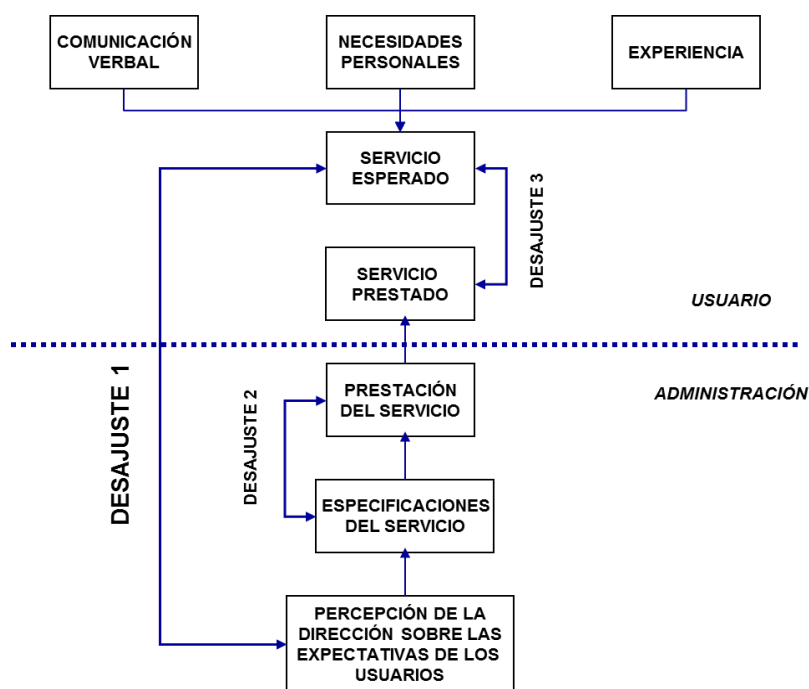 COMUNICACIÓN
VERBAL
NECESIDADES
PERSONALES
EXPERIENCIA
SERVICIO
ESPERADO
DESAJUSTE 3
SERVICIO
PRESTADO
USUARIO
DESAJUSTE 1
PRESTACIÓN
DEL SERVICIO
ADMINISTRACIÓN
DESAJUSTE 2
ESPECIFICACIONES
DEL SERVICIO
PERCEPCIÓN DE LA
DIRECCIÓN SOBRE LAS
EXPECTATIVAS DE LOS
USUARIOS